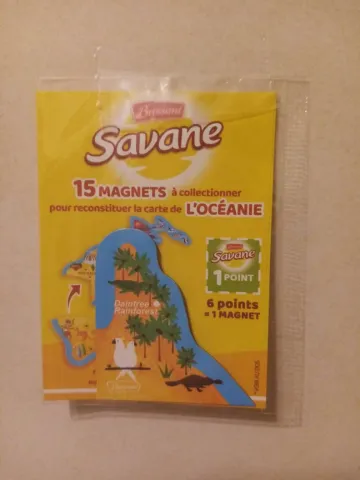 Brossard
Savane
15 MAGNETS à collectionner
pour reconstituer la carte de L'OCÉANIE
Brossard
Savane
1 POINT
6 points
= 1 MAGNET
Daintree
Rainforest